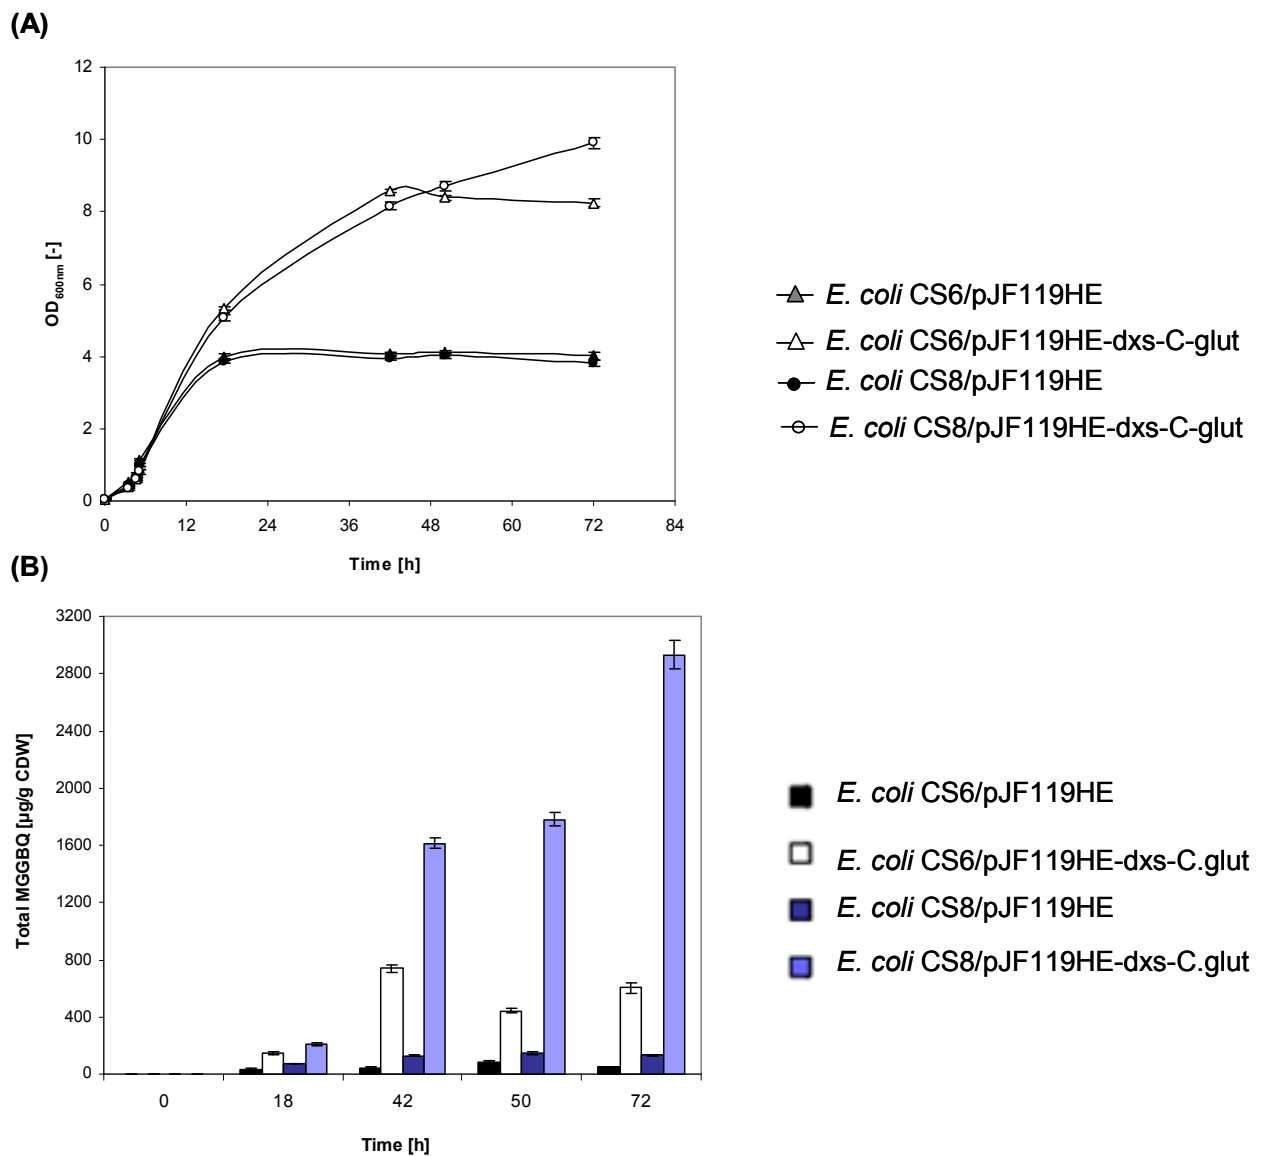 (A)
12
10
8
6
4
2
0
OD600nm [-]
0 12 24 36 48 60 72 84
Time [h]
E. coli CS6/pJF119HE
E. coli CS6/pJF119HE-dxs-C-glut
E. coli CS8/pJF119HE
E. coli CS8/pJF119HE-dxs-C-glut
(B)
3200
2800
2400
2000
1600
1200
800
400
0
Total MGGBQ [µg/g CDW]
0 18 42 50 72
Time [h]
E. coli CS6/pJF119HE
E. coli CS6/pJF119HE-dxs-C.glut
E. coli CS8/pJF119HE
E. coli CS8/pJF119HE-dxs-C.glut